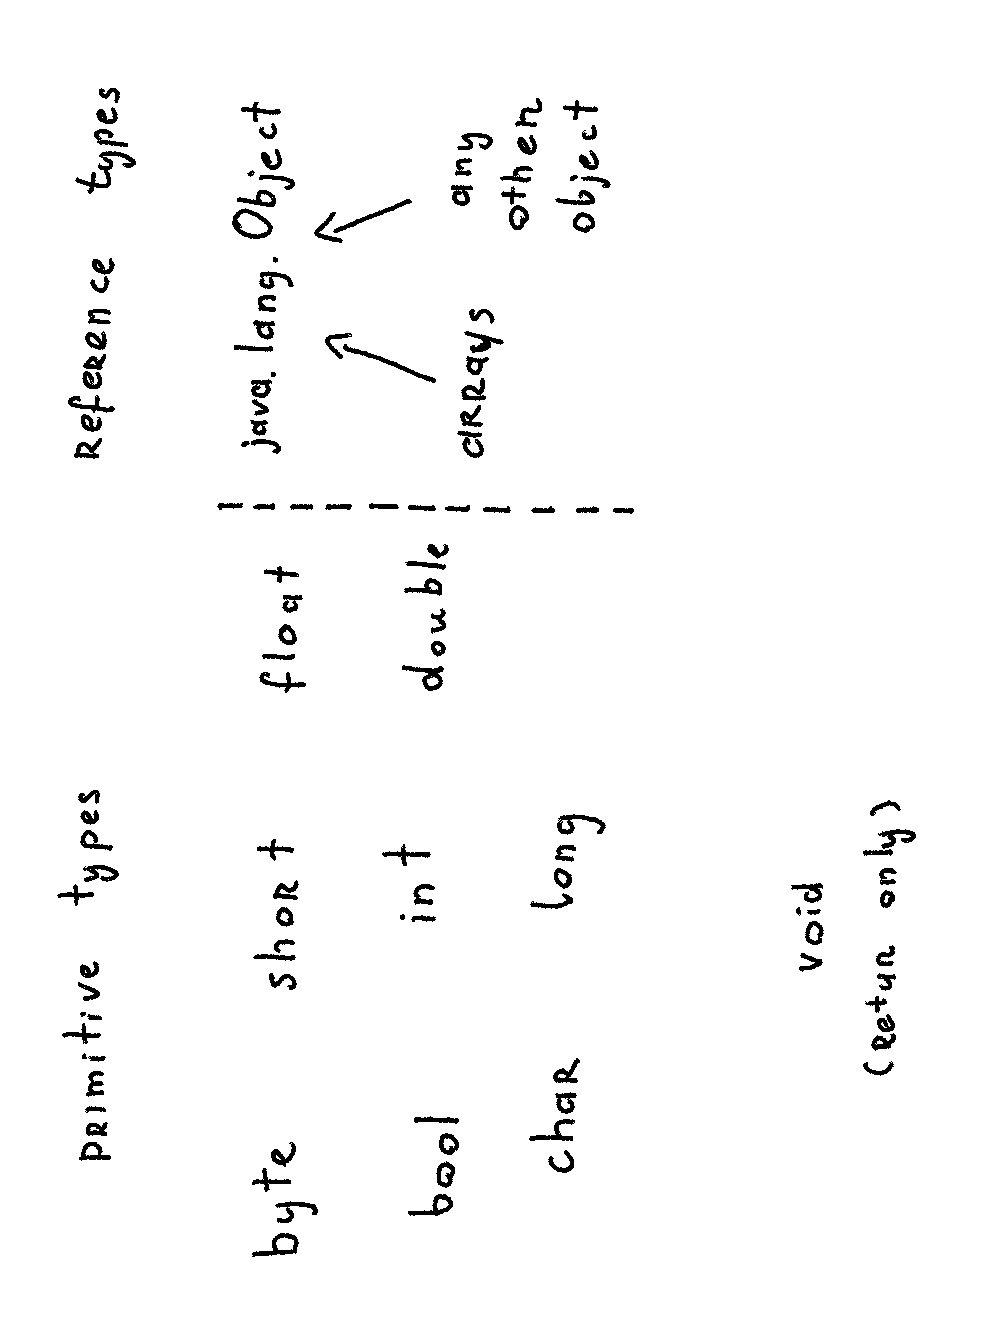 PRIMITIVE types
Reference types
byte short float
bool int double
char long
void
(Return only)
java.lang.Object
arrays
any
other
object